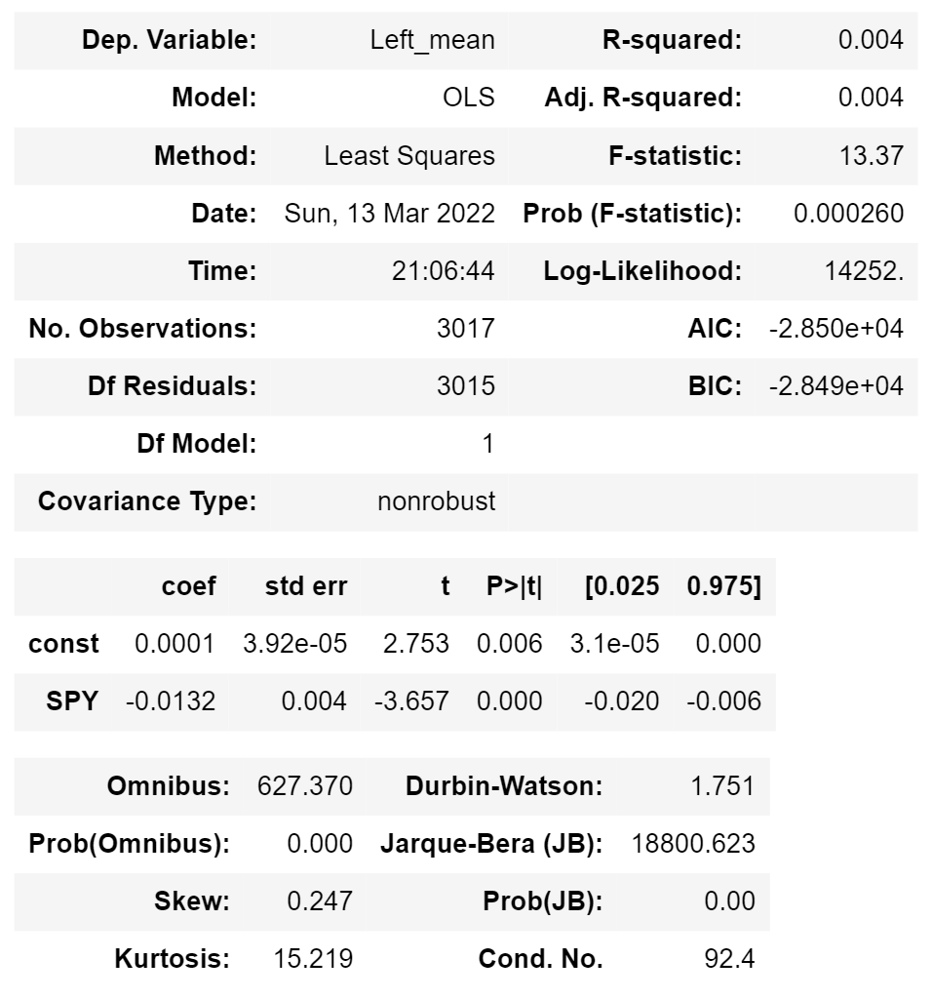 Dep. Variable: Left_mean R-squared: 0.004
Model: OLS Adj. R-squared: 0.004
Method: Least Squares F-statistic: 13.37
Date: Sun, 13 Mar 2022 Prob (F-statistic): 0.000260
Time: 21:06:44 Log-Likelihood: 14252.
No. Observations: 3017 AIC: -2.850e+04
Df Residuals: 3015 BIC: -2.849e+04
Df Model: 1
Covariance Type: nonrobust
coef std err t P>|t| [0.025 0.975]
const 0.0001 3.92e-05 2.753 0.006 3.1e-05 0.000
SPY -0.0132 0.004 -3.657 0.000 -0.020 -0.006
Omnibus: 627.370 Durbin-Watson: 1.751
Prob(Omnibus): 0.000 Jarque-Bera (JB): 18800.623
Skew: 0.247 Prob(JB): 0.00
Kurtosis: 15.219 Cond. No. 92.4